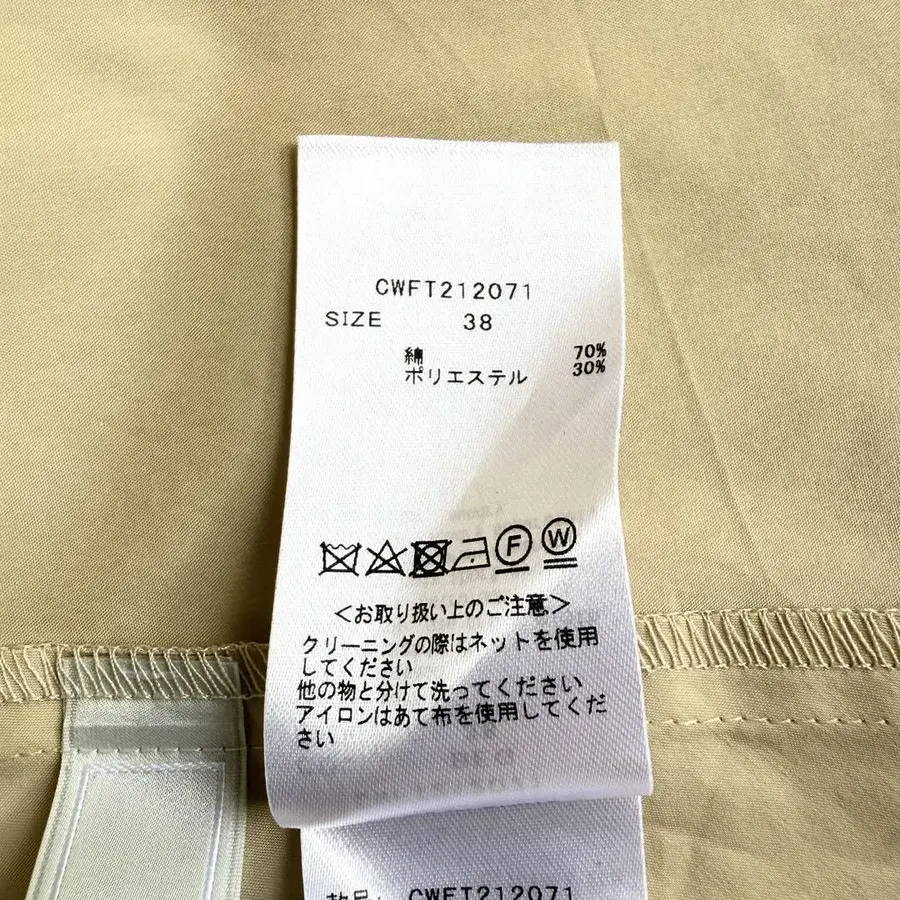 CWFT212071
SIZE 38
綿 70%
ポリエステル 30%
F W
<お取り扱い上のご注意>
クリーニングの際はネットを使用
してください
他の物と分けて洗ってください
アイロンはあて布を使用してくだ
さい
CWFT212071